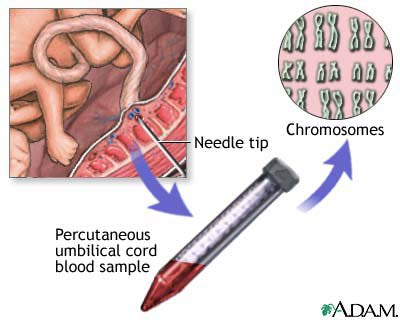 Needle tip
Chromosomes
Percutaneous
umbilical cord
blood sample
A.D.A.M.